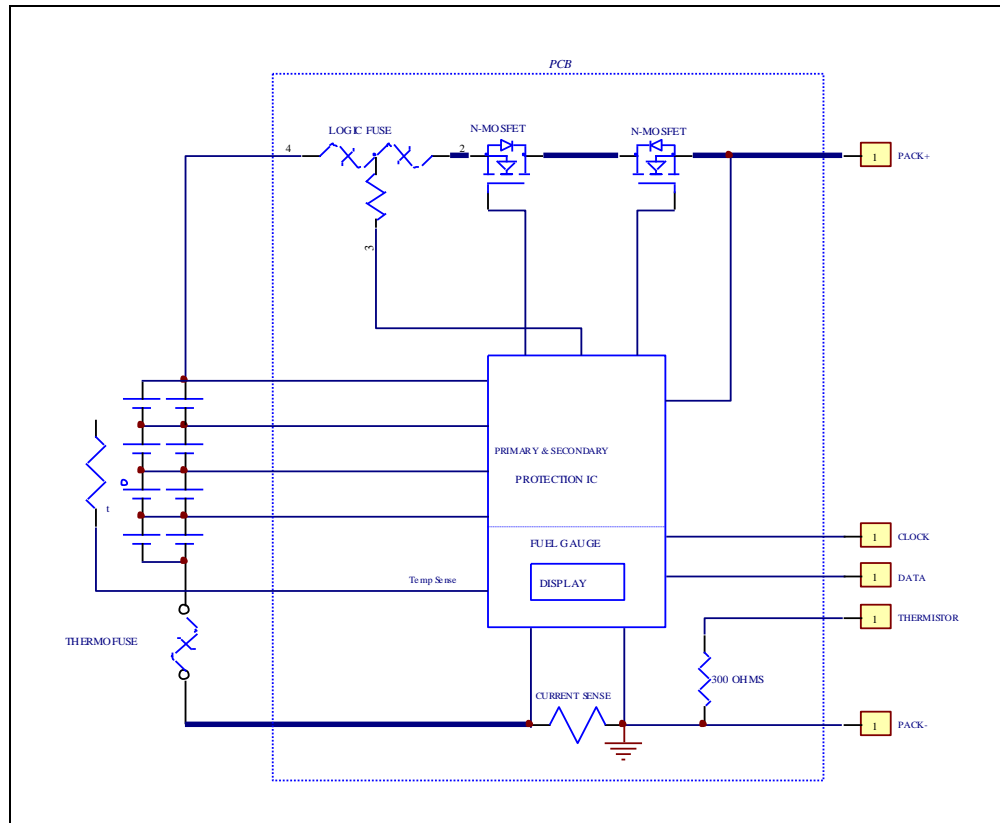 PCB
LOGIC FUSE
N-MOSFET
N-MOSFET
4
2
1
PACK+
3
PRIMARY & SECONDARY
PROTECTION IC
t
CLOCK
1
FUEL GAUGE
DATA
1
Temp Sense
DISPLAY
THERMISTOR
1
THERMOFUSE
300 OHMS
CURRENT SENSE
1
PACK-